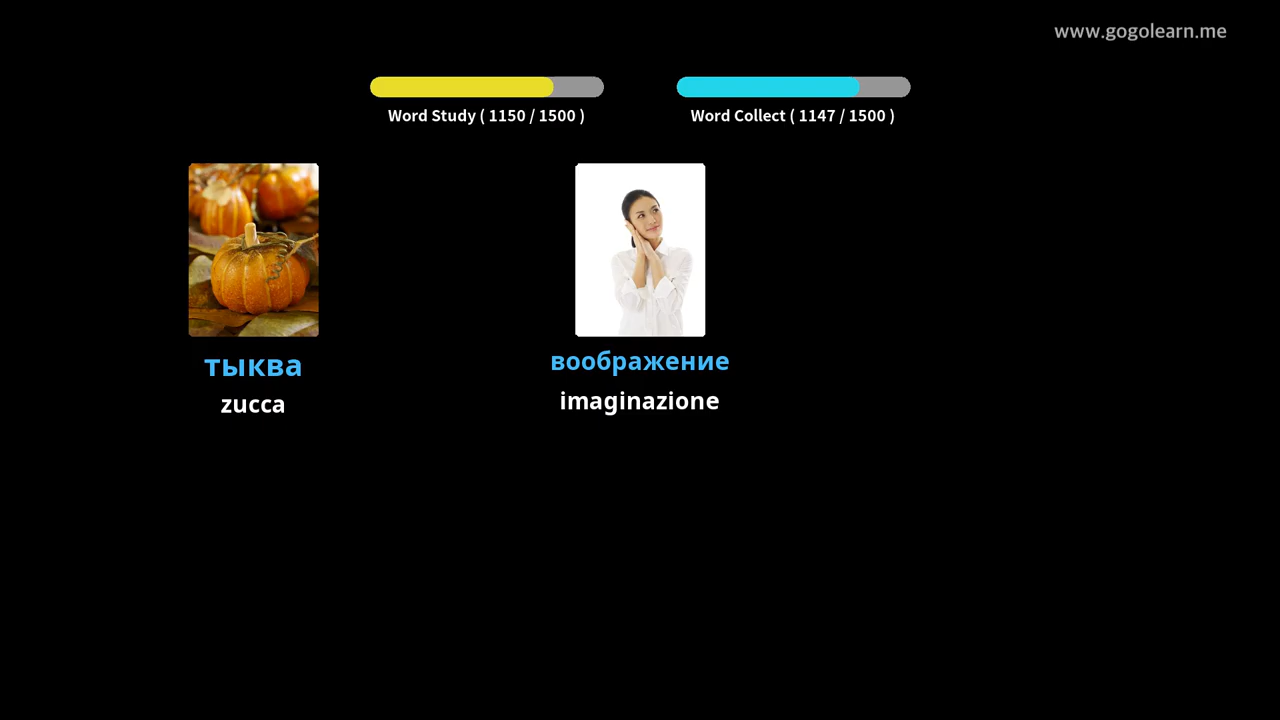 www.gogolearn.me
Word Study ( 1150 / 1500 )
Word Collect ( 1147 / 1500 )
тыква
zucca
воображение
imaginazione